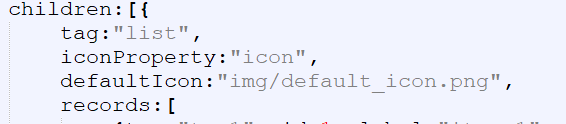 children:[{
tag:"list",
iconProperty:"icon",
defaultIcon:"img/default_icon.png",
records:[